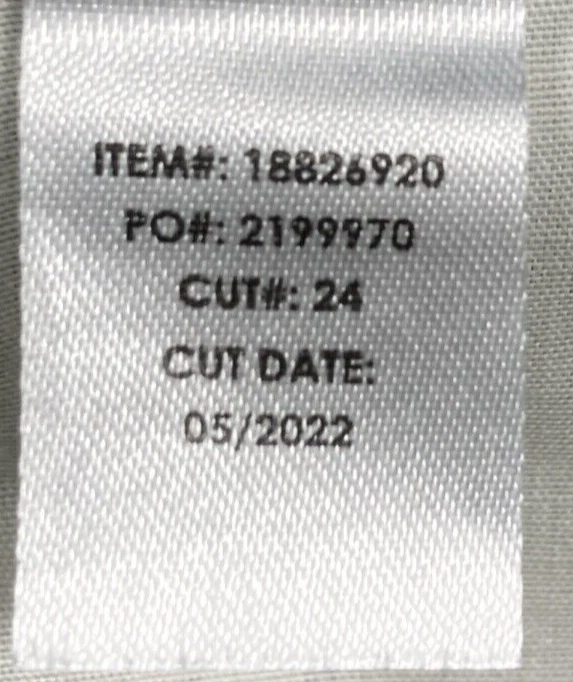 ITEM#: 18826920
PO#: 2199970
CUT#: 24
CUT DATE:
05/2022